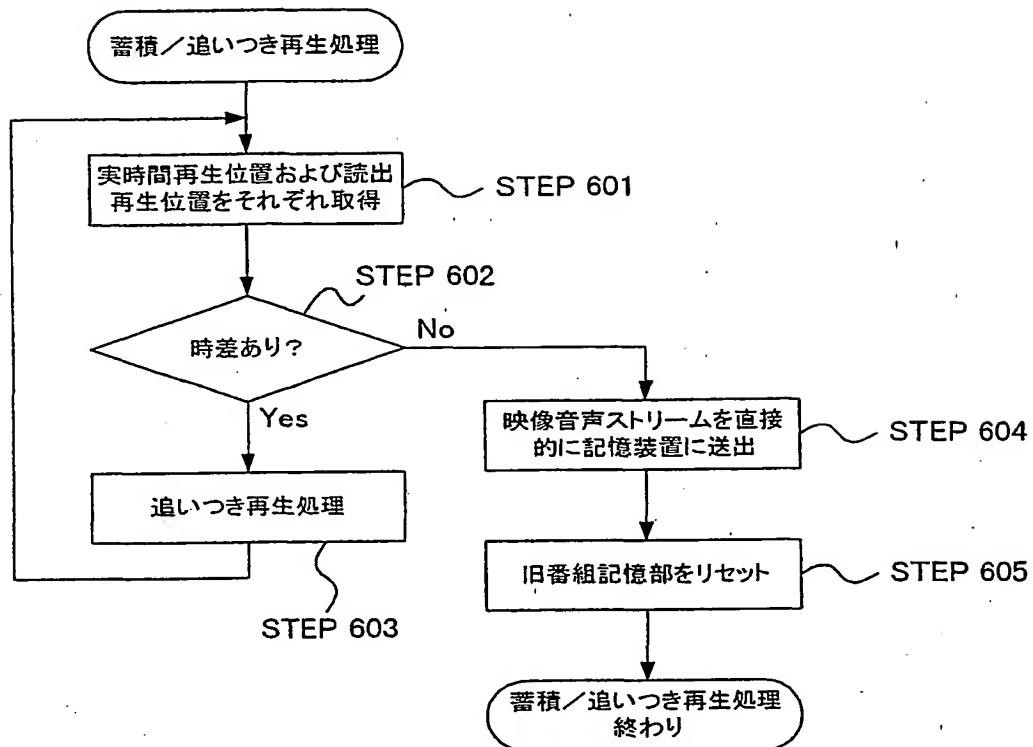 蓄積／追いつき再生処理
実時間再生位置および読出
再生位置をそれぞれ取得
STEP 601
STEP 602
時差あり?
No
Yes
追いつき再生処理
STEP 603
映像音声ストリームを直接
的に記憶装置に送出
STEP 604
旧番組記憶部をリセット
STEP 605
蓄積／追いつき再生処理
終わり